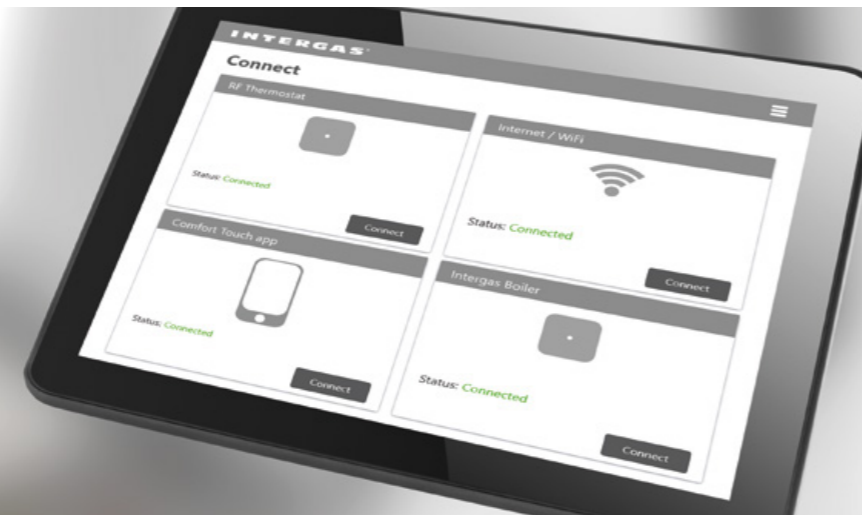 INTERGAS
Connect
RF Thermostat
Status: Connected
Connect
Internet / WiFi
Status: Connected
Connect
Comfort Touch app
Status: Connected
Connect
Intergas Boiler
Status: Connected
Connect